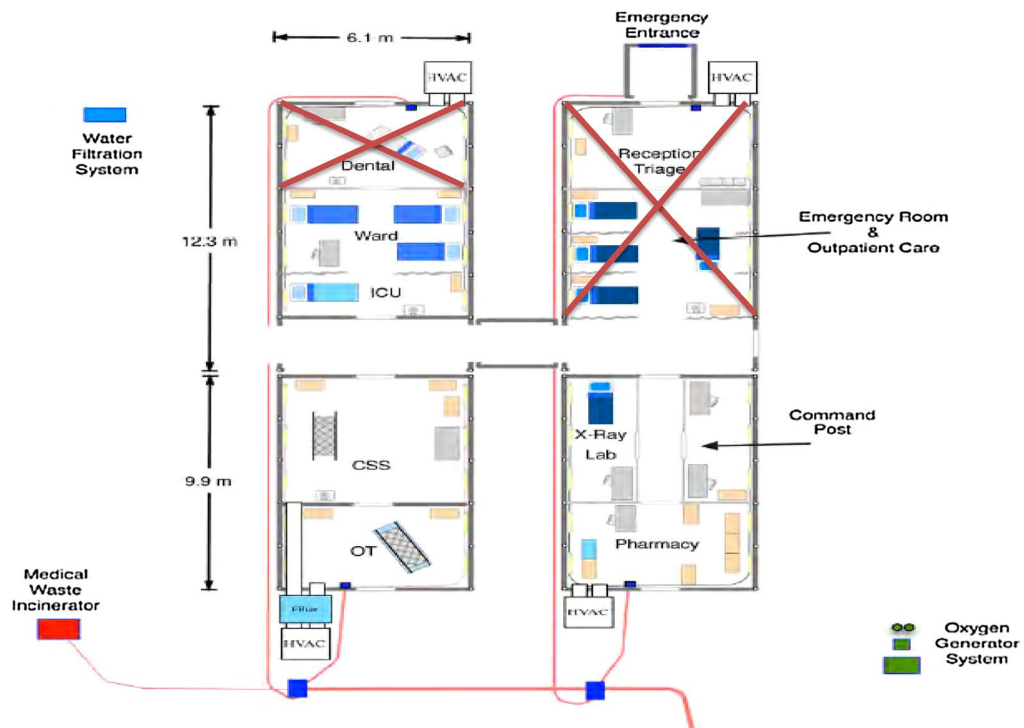 Emergency
Entrance
6.1 m
HVAC
HVAC
Water
Filtration
System
Dental
Reception
Triage
12.3 m
Ward
Emergency Room
&
Outpatient Care
ICU
X-Ray
Lab
Command
Post
CSS
9.9 m
OT
Pharmacy
Medical
Waste
Incinerator
Filter
HVAC
HVAC
Oxygen
Generator
System